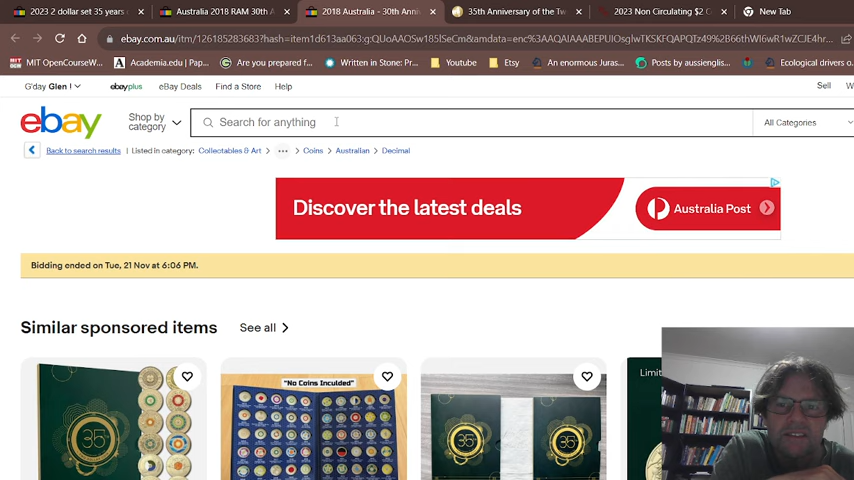 2023 2 dollar set 35 years
Australia 2018 RAM 30th A
2018 Australia - 30th Anni
35th Anniversary of the Tw
2023 Non Circulating $2 C
New Tab
MIT OpenCourseW...
Academia.edu | Pap...
Are you prepared f...
Written in Stone: Pr...
Youtube
Etsy
An enormous Juras...
Posts by aussienglis...
Ecological drivers o
G'day Glen !
ebayplus
eBay Deals
Find a Store
Help
Sell
ebay
Shop by
category
Search for anything
All Categories
Back to search results | Listed in category: Collectables & Art > ... > Coins > Australian > Decimal
Discover the latest deals
Australia Post
Bidding ended on Tue, 21 Nov at 6:06 PM.
Similar sponsored items
See all
"No Coins Inculded"
35
35
35
Limit